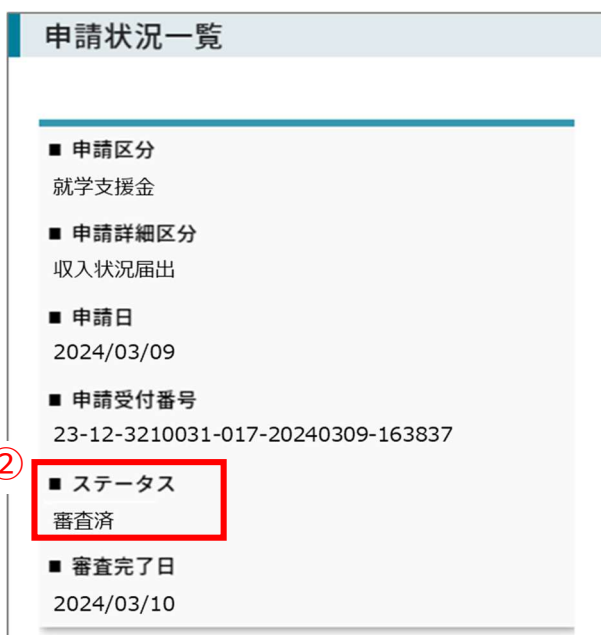 申請状況一覧
■ 申請区分
就学支援金
■ 申請詳細区分
収入状況届出
■ 申請日
2024/03/09
■ 申請受付番号
23-12-3210031-017-20240309-163837
②
■ ステータス
審査済
■ 審査完了日
2024/03/10